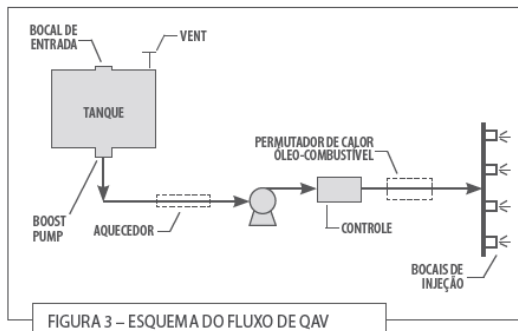 BOCAL DE
ENTRADA
VENT
TANQUE
PERMUTADOR DE CALOR
ÓLEO-COMBUSTÍVEL
BOOST
PUMP
AQUECEDOR
CONTROLE
BOCAIS DE
INJEÇÃO
FIGURA 3 – ESQUEMA DO FLUXO DE QAV